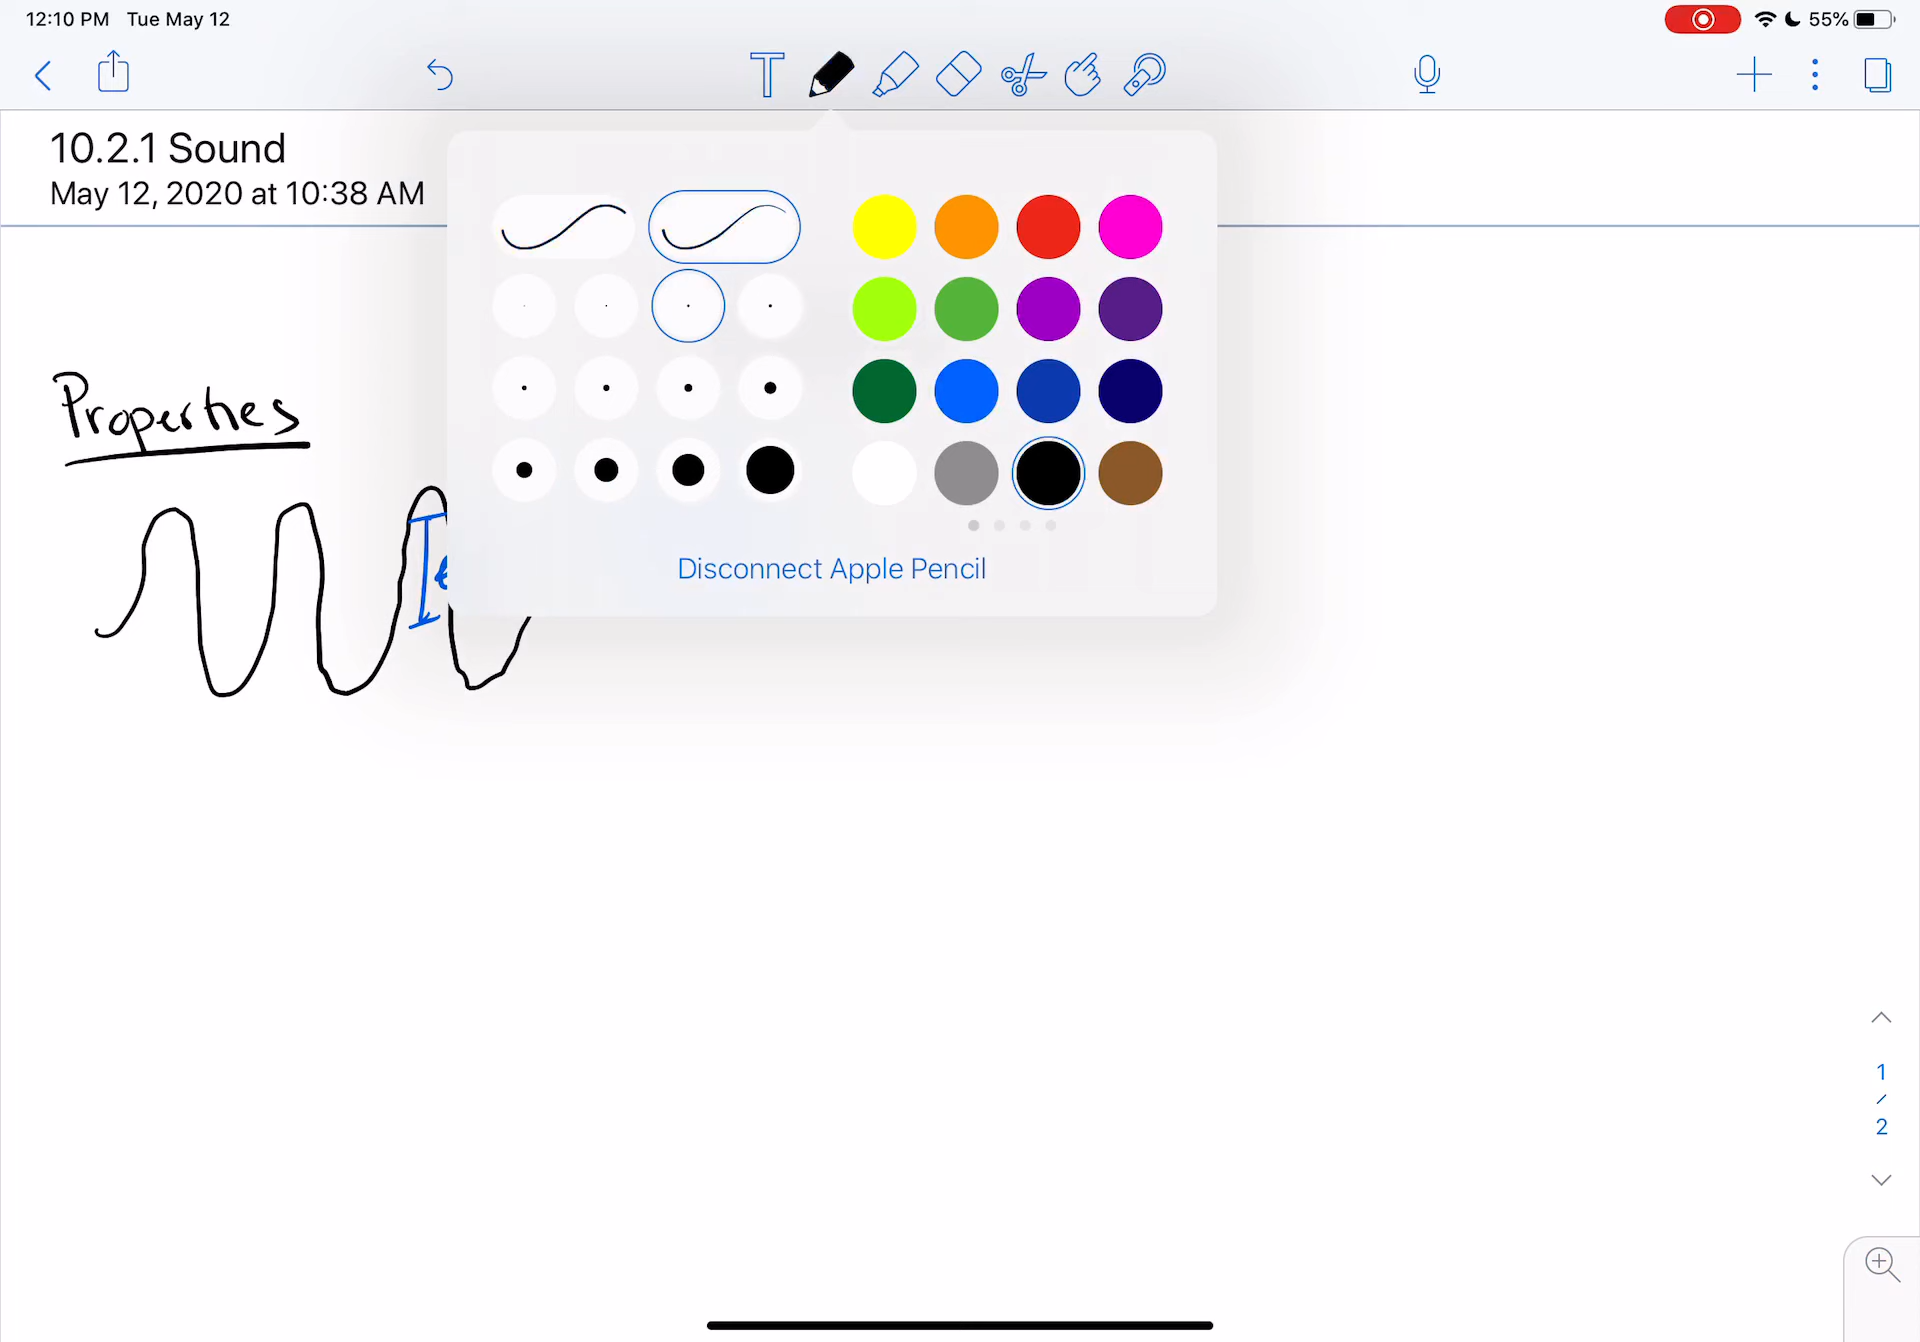 12:10 PM Tue May 12
55%
T
10.2.1 Sound
May 12, 2020 at 10:38 AM
Properties
Disconnect Apple Pencil
1
/
2